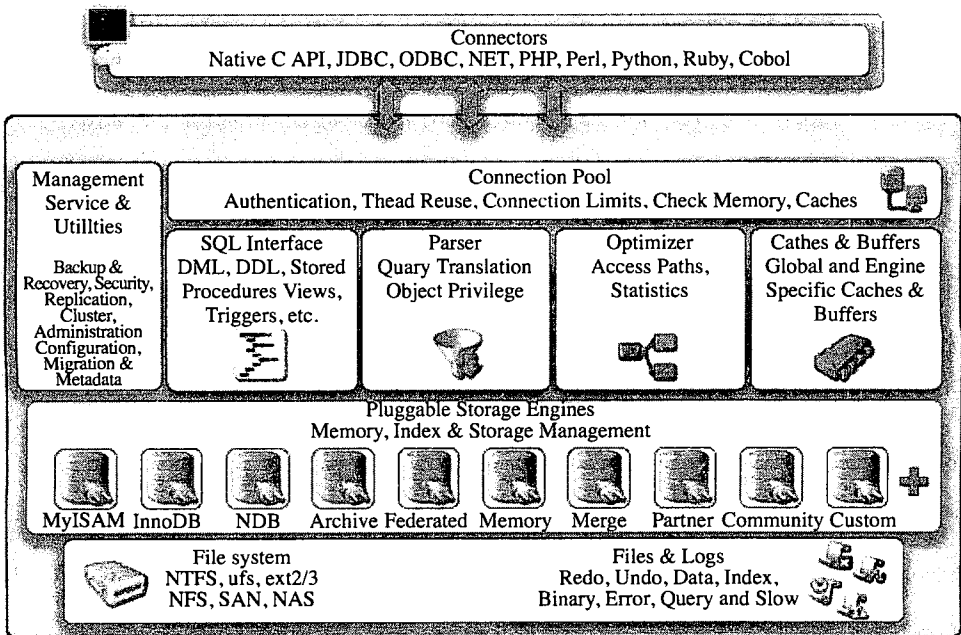 Connectors
Native C API, JDBC, ODBC, NET, PHP, Perl, Python, Ruby, Cobol
Management
Service &
Utillties
Backup &
Recovery, Security,
Replication,
Cluster,
Administration
Configuration,
Migration &
Metadata
Connection Pool
Authentication, Thead Reuse, Connection Limits, Check Memory, Caches
SQL Interface
DML, DDL, Stored
Procedures Views,
Triggers, etc.
Parser
Quary Translation
Object Privilege
Optimizer
Access Paths,
Statistics
Cathes & Buffers
Global and Engine
Specific Caches &
Buffers
Pluggable Storage Engines
Memory, Index & Storage Management
MyISAM InnoDB NDB Archive Federated Memory Merge Partner Community Custom
File system
NTFS, ufs, ext2/3
NFS, SAN, NAS
Files & Logs
Redo, Undo, Data, Index,
Binary, Error, Query and Slow